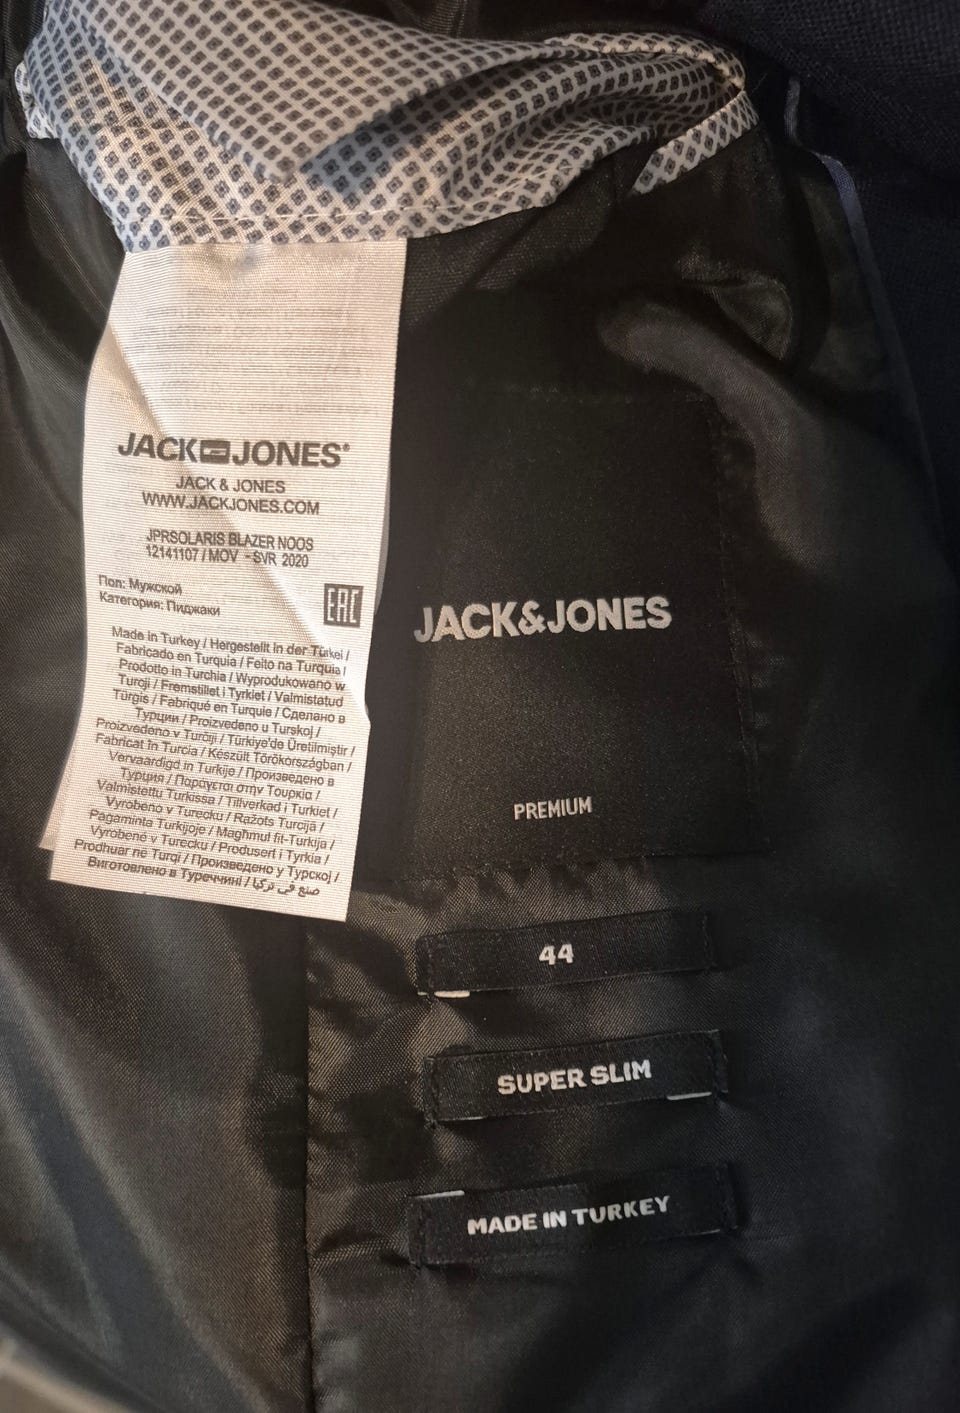 JACK JONES®
JACK & JONES
WWW.JACKJONES.COM
JPRSOLARIS BLAZER NOOS
12141107 / MOV - SVR 2020
Пол: Мужской
Категория: Пиджаки
EAC
Made in Turkey / Hergestellt in der Türkei /
Fabricado en Turquia / Feito na Turquia /
Prodotto in Turchia / Wyprodukowano w
Turcji / Fremstillet i Tyrkiet / Valmistatud
Türgis / Fabriqué en Turquie / Сделано в
Турции / Proizvedeno u Turskoj /
Proizvedeno v Turčiji / Türkiye'de Üretilmiştir /
Fabricat în Turcia / Készült Törökországban /
Vervaardigd in Turkije / Произведено в
Турция / Παράγεται στην Τουρκία /
Valmistettu Turkissa / Tillverkad i Turkiet /
Vyrobeno v Turecku / Ražots Turcijā /
Pagaminta Turkijoje / Magħmul fit-Turkija /
Vyrobené v Turecku / Produsert i Tyrkia /
Prodhuar në Turqi / Произведено у Турској /
Виготовлено в Туреччині / صنع في تركيا
JACK&JONES
PREMIUM
44
SUPER SLIM
MADE IN TURKEY